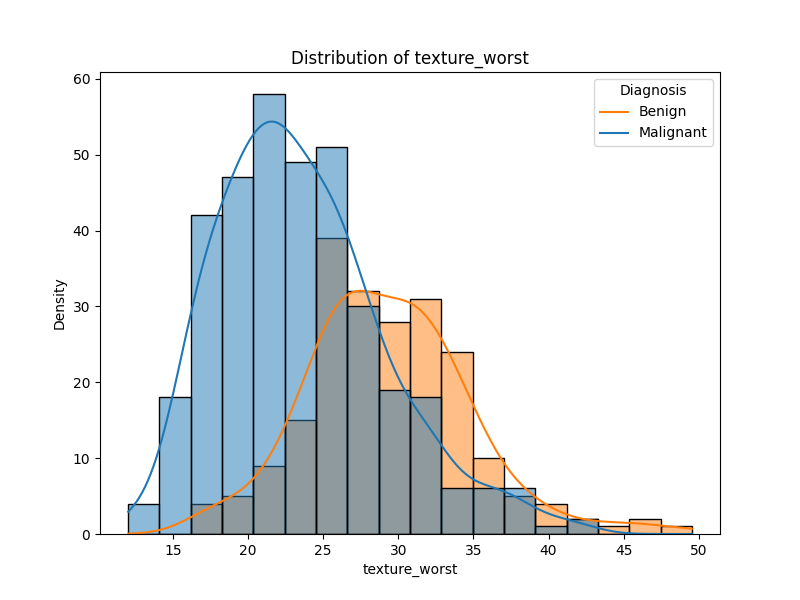 Distribution of texture_worst
Diagnosis
Benign
Malignant
Density
60
50
40
30
20
10
0
15 20 25 30 35 40 45 50
texture_worst